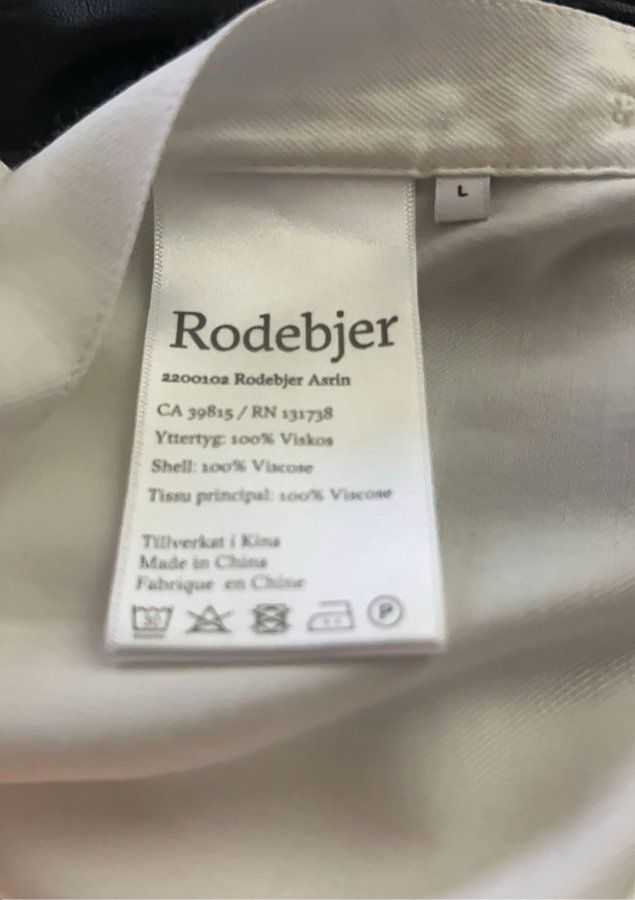 L
Rodebjer
2200102 Rodebjer Asrin
CA 39815 / RN 131738
Yttertyg: 100% Viskos
Shell: 100% Viscose
Tissu principal: 100% Viscose
Tillverkat i Kina
Made in China
Fabriqué en Chine
30
P